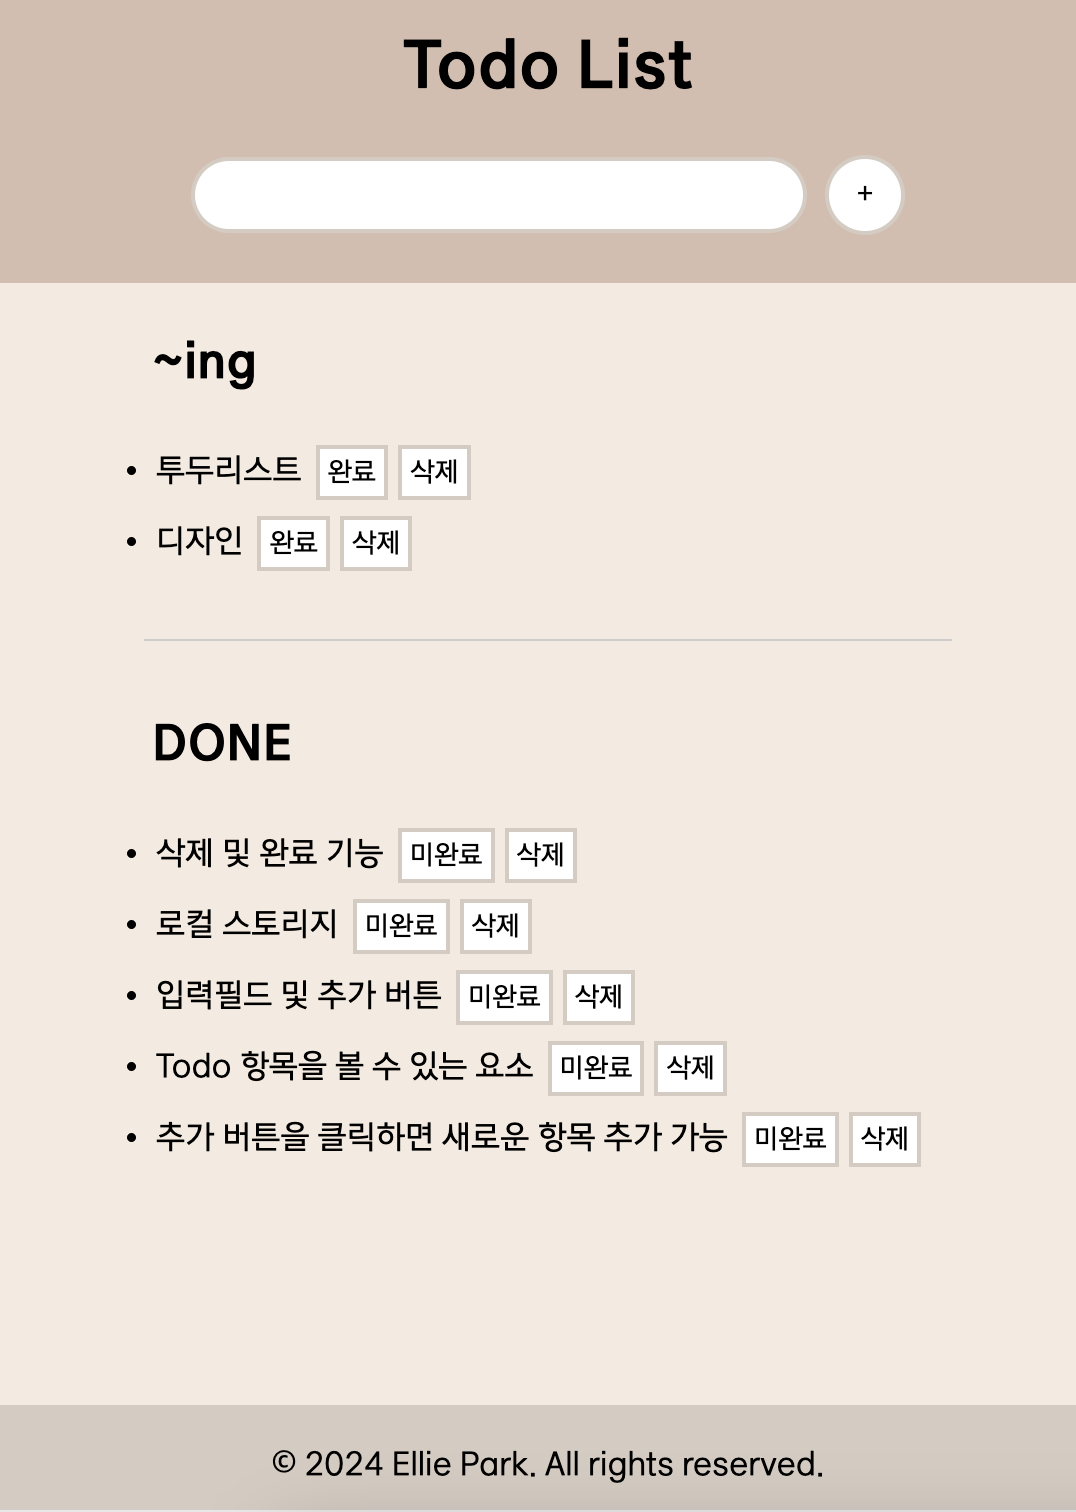 Todo List
+
~ing
투두리스트 완료 삭제
디자인 완료 삭제
DONE
삭제 및 완료 기능 미완료 삭제
로컬 스토리지 미완료 삭제
입력필드 및 추가 버튼 미완료 삭제
Todo 항목을 볼 수 있는 요소 미완료 삭제
추가 버튼을 클릭하면 새로운 항목 추가 가능 미완료 삭제
© 2024 Ellie Park. All rights reserved.